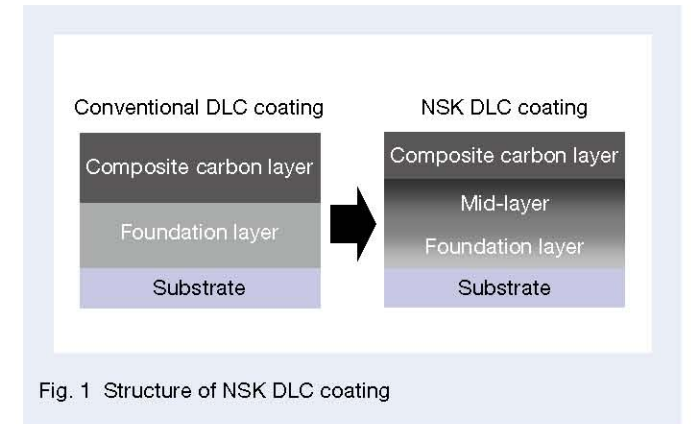 Conventional DLC coating
Composite carbon layer
Foundation layer
Substrate
NSK DLC coating
Composite carbon layer
Mid-layer
Foundation layer
Substrate
Fig. 1 Structure of NSK DLC coating